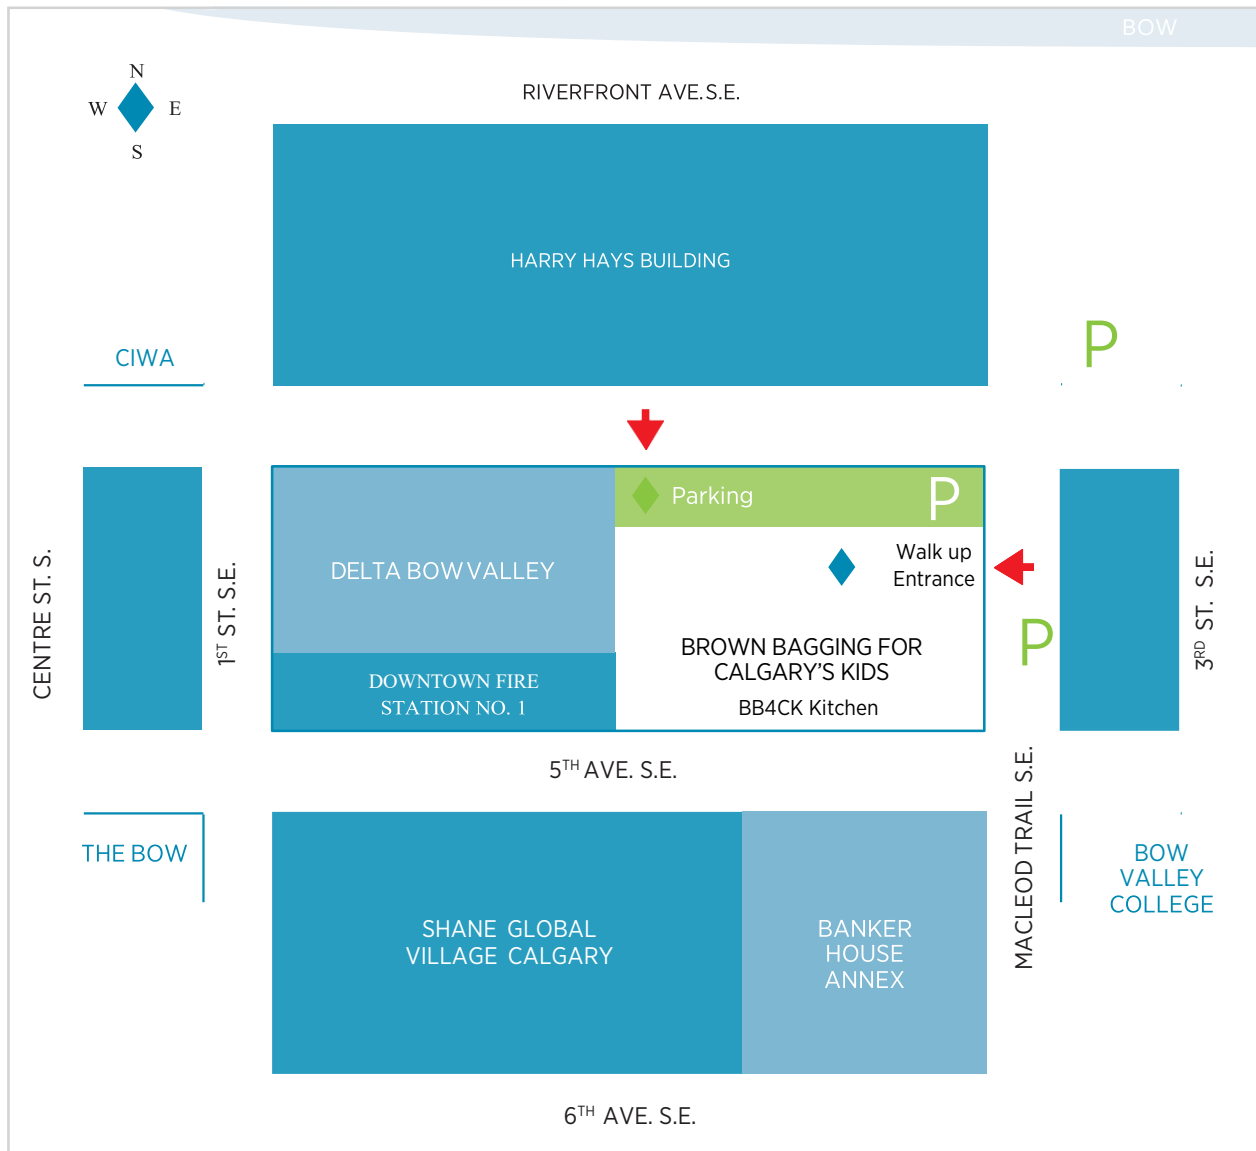 BOW
N
W E
S
RIVERFRONT AVE. S.E.
HARRY HAYS BUILDING
CIWA
P
Parking
P
Walk up
Entrance
DELTA BOW VALLEY
BROWN BAGGING FOR
CALGARY'S KIDS
BB4CK Kitchen
P
DOWNTOWN FIRE
STATION NO. 1
CENTRE ST. S.
1ST ST. S.E.
3RD ST. S.E.
5TH AVE. S.E.
MACLEOD TRAIL S.E.
THE BOW
BOW
VALLEY
COLLEGE
SHANE GLOBAL
VILLAGE CALGARY
BANKER
HOUSE
ANNEX
6TH AVE. S.E.